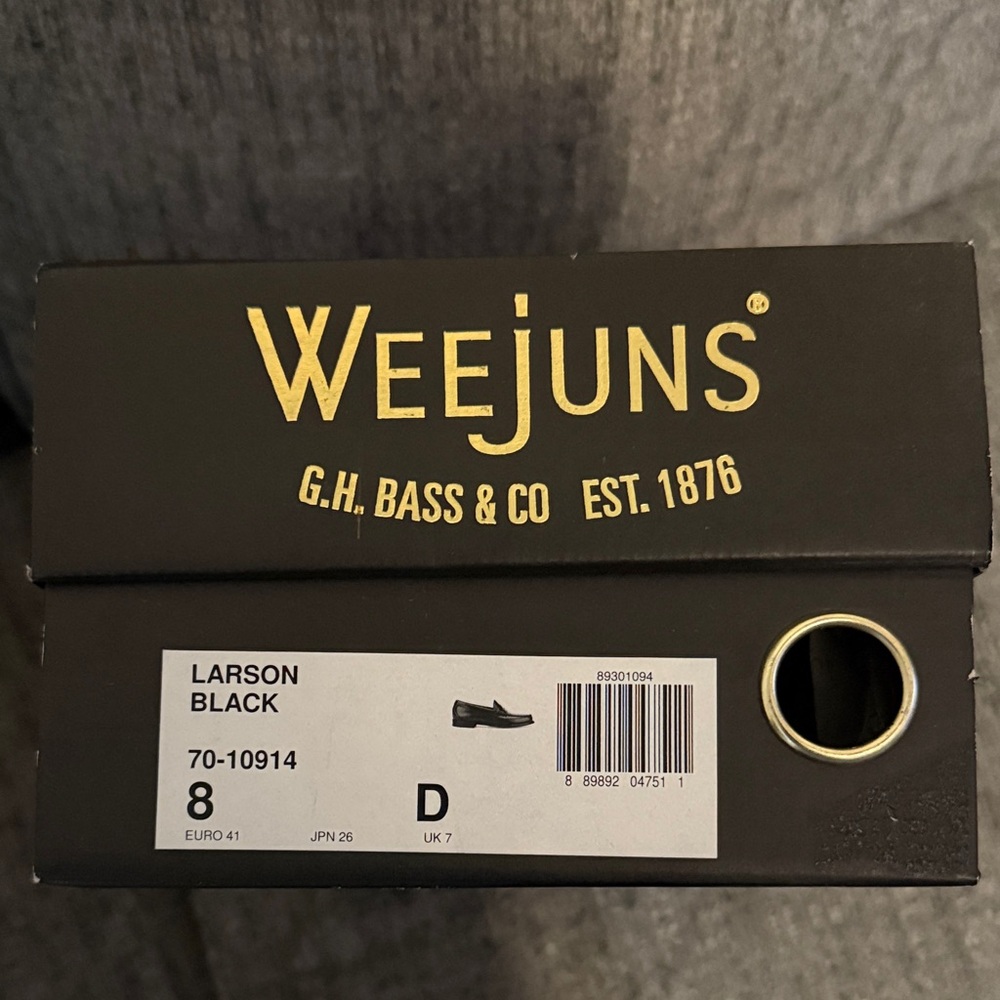 WEEJUNS®
G.H. BASS & CO EST. 1876
LARSON
BLACK
89301094
70-10914
8 89892 04751 1
8 D
EURO 41 JPN 26 UK 7